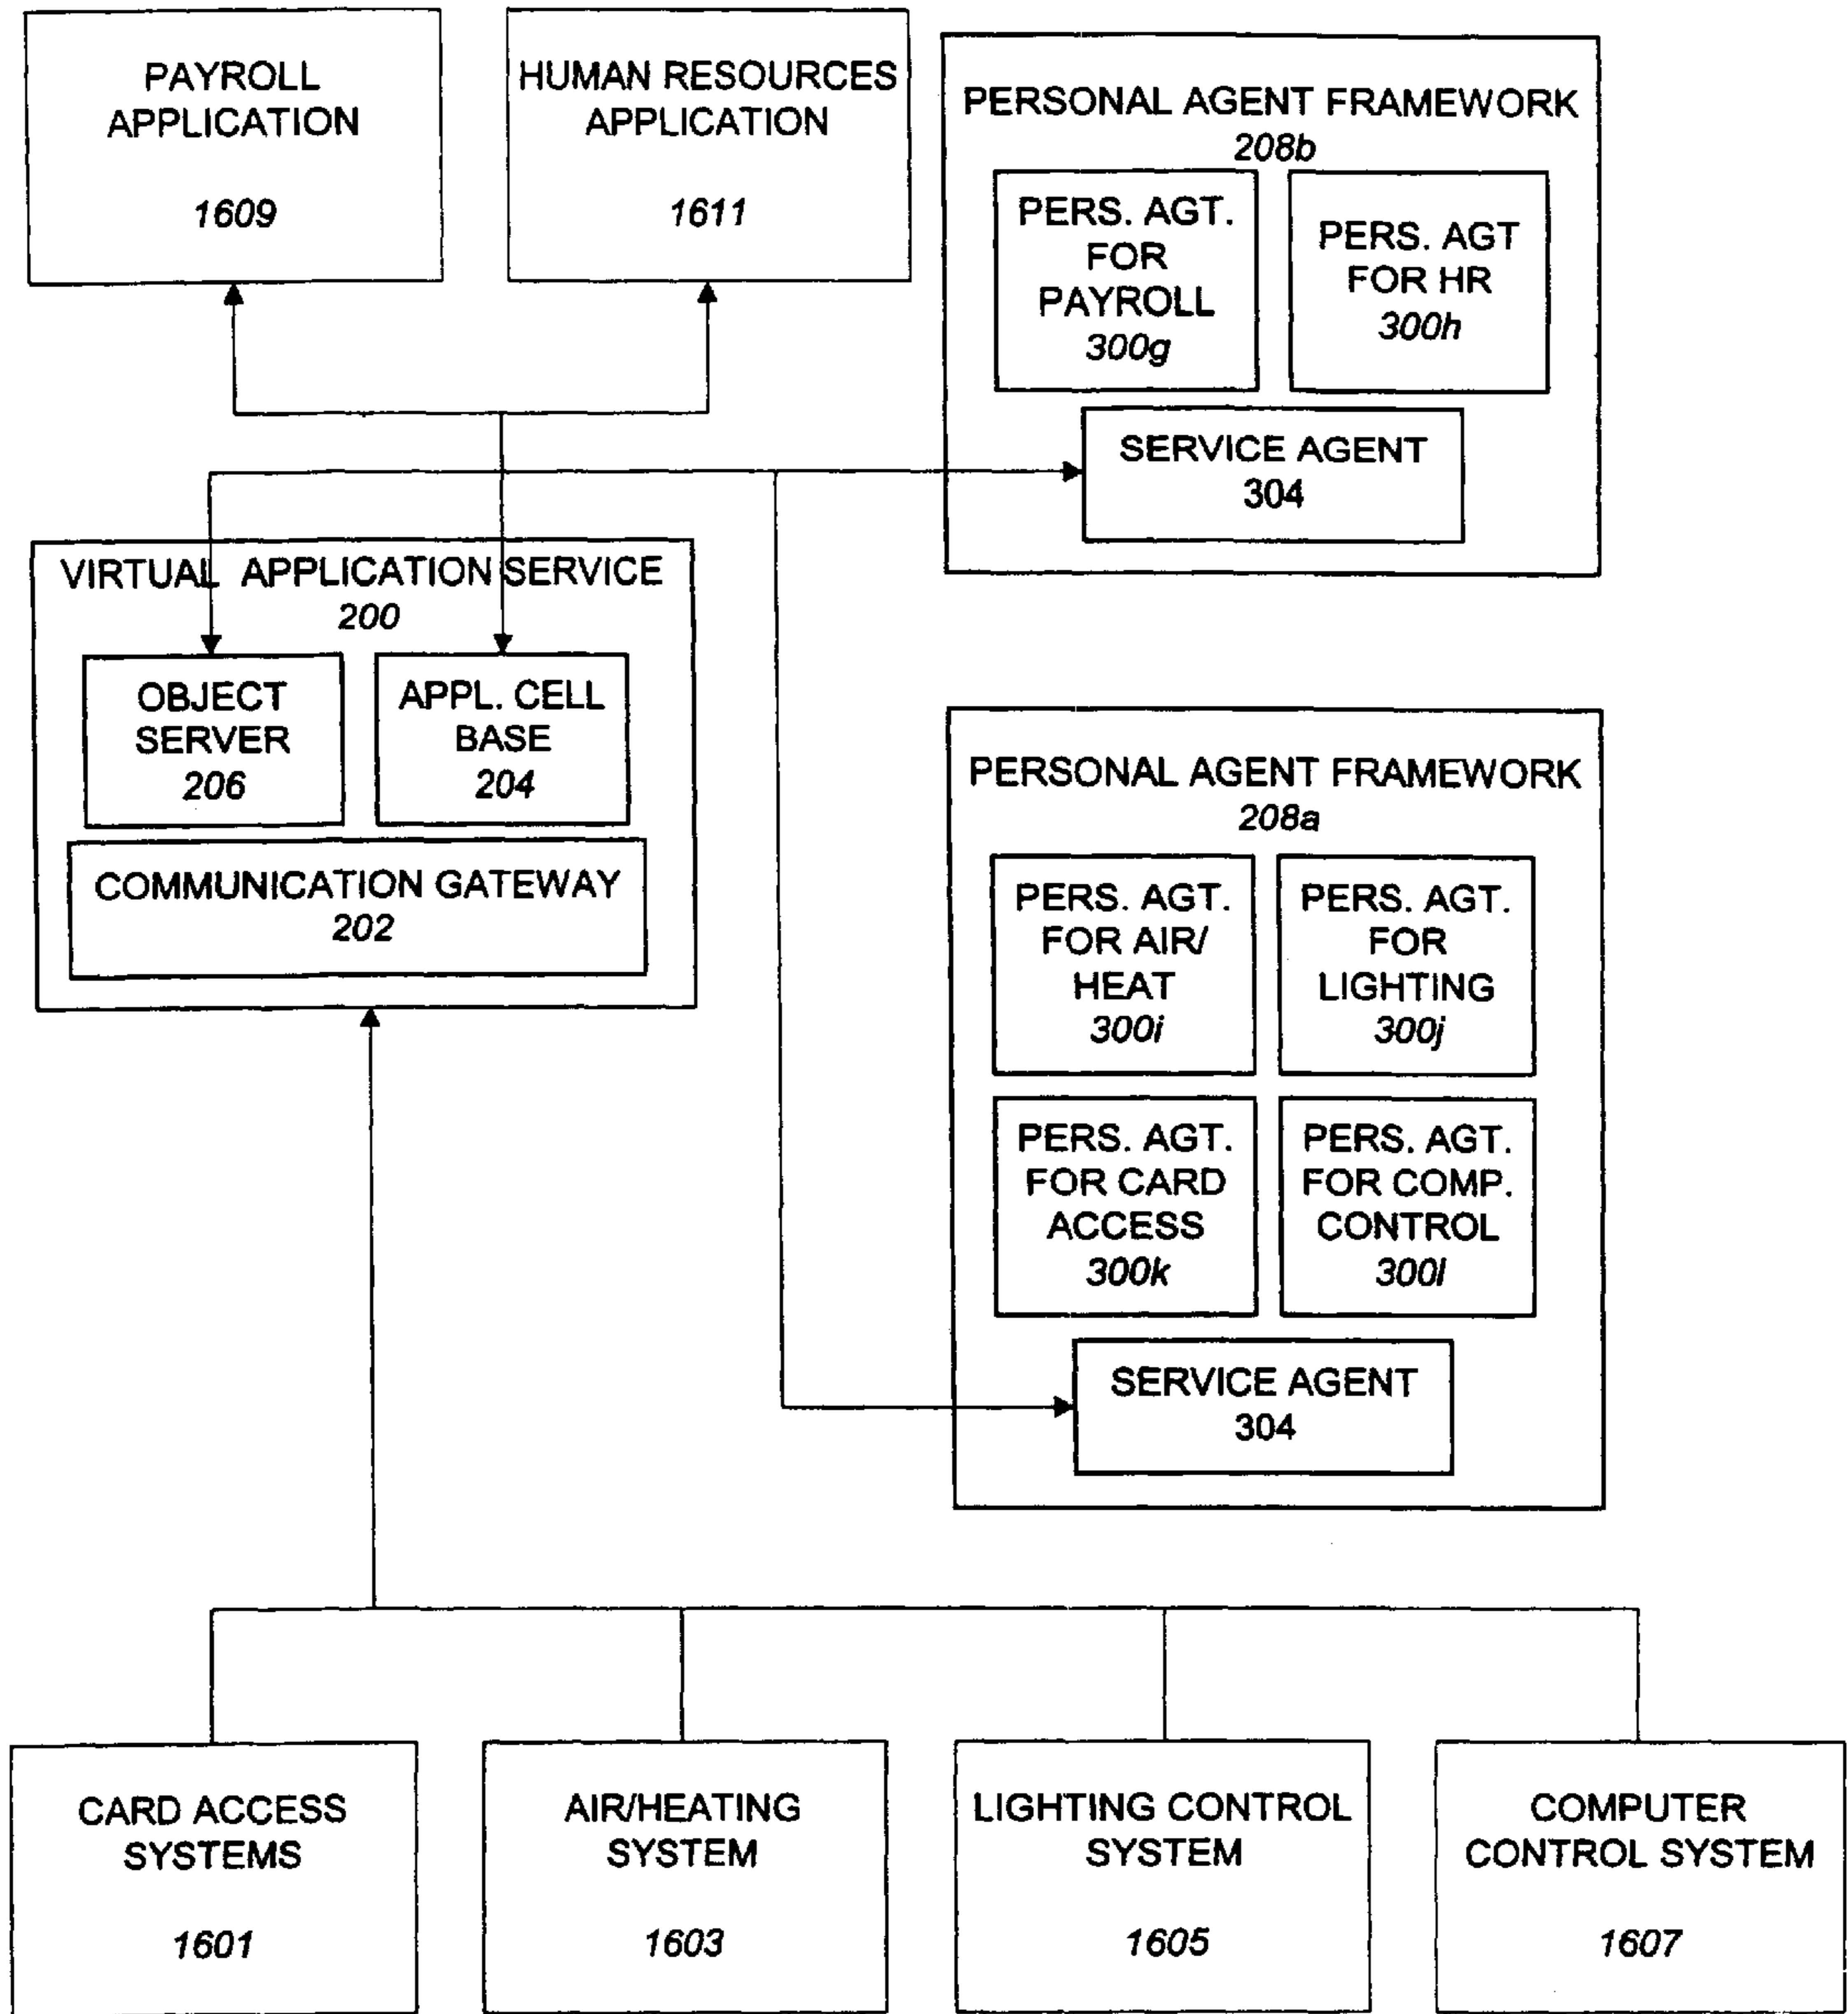 PAYROLL
APPLICATION
1609
HUMAN RESOURCES
APPLICATION
1611
PERSONAL AGENT FRAMEWORK
208b
PERS. AGT.
FOR
PAYROLL
300g
PERS. AGT
FOR HR
300h
SERVICE AGENT
304
VIRTUAL APPLICATION SERVICE
200
OBJECT
SERVER
206
APPL. CELL
BASE
204
COMMUNICATION GATEWAY
202
PERSONAL AGENT FRAMEWORK
208a
PERS. AGT.
FOR AIR/
HEAT
300i
PERS. AGT.
FOR
LIGHTING
300j
PERS. AGT.
FOR CARD
ACCESS
300k
PERS. AGT.
FOR COMP.
CONTROL
300l
SERVICE AGENT
304
CARD ACCESS
SYSTEMS
1601
AIR/HEATING
SYSTEM
1603
LIGHTING CONTROL
SYSTEM
1605
COMPUTER
CONTROL SYSTEM
1607